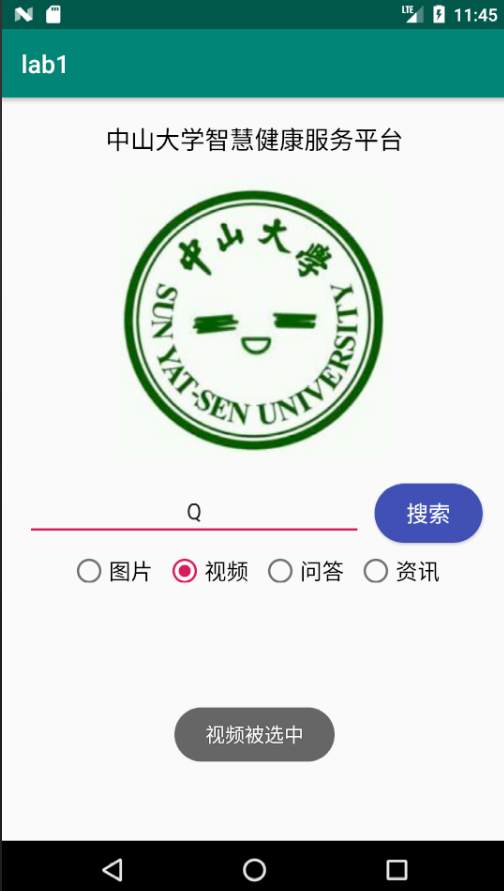 LTE 11:45
lab1
中山大学智慧健康服务平台
中山大學
SUN YAT-SEN UNIVERSITY
Q 搜索
图片 视频 问答 资讯
视频被选中